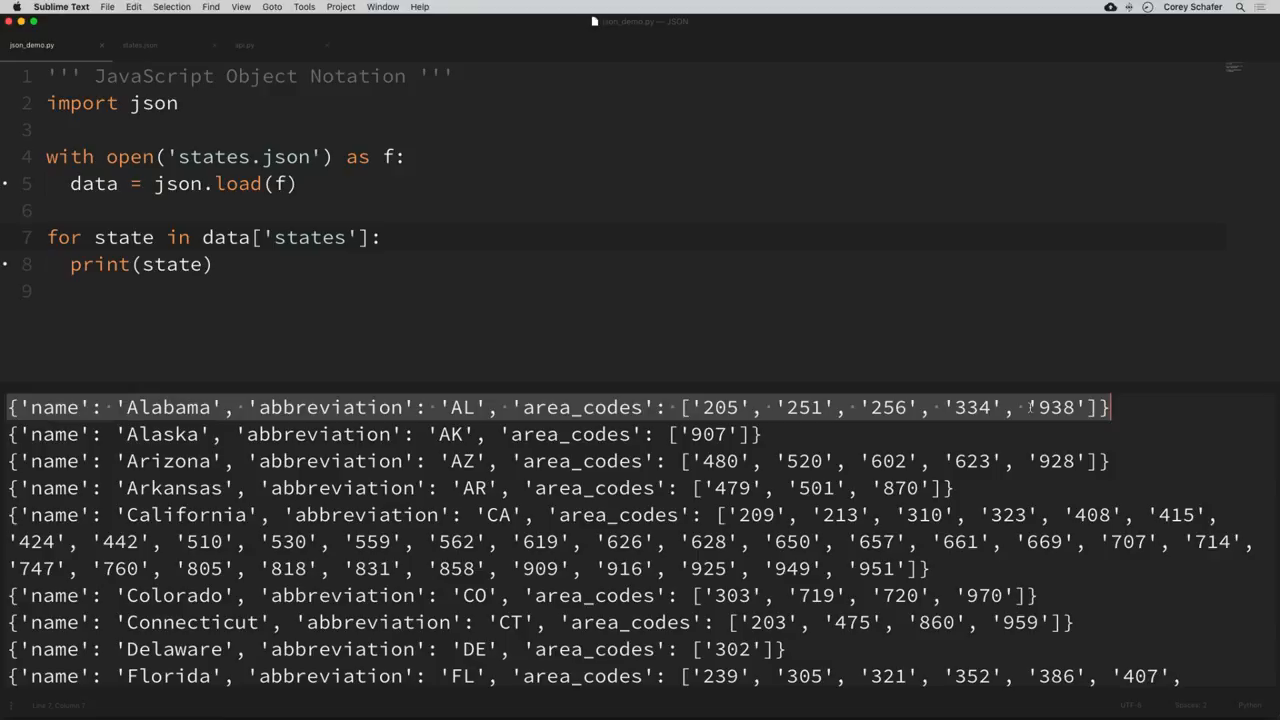 Sublime Text File Edit Selection Find View Goto Tools Project Window Help Corey Schafer
json_demo.py — JSON
json_demo.py states.json api.py
1 ''' JavaScript Object Notation '''
2 import json
3
4 with open('states.json') as f:
5 data = json.load(f)
6
7 for state in data['states']:
8 print(state)
9
{'name': 'Alabama', 'abbreviation': 'AL', 'area_codes': ['205', '251', '256', '334', '938']}
{'name': 'Alaska', 'abbreviation': 'AK', 'area_codes': ['907']}
{'name': 'Arizona', 'abbreviation': 'AZ', 'area_codes': ['480', '520', '602', '623', '928']}
{'name': 'Arkansas', 'abbreviation': 'AR', 'area_codes': ['479', '501', '870']}
{'name': 'California', 'abbreviation': 'CA', 'area_codes': ['209', '213', '310', '323', '408', '415',
'424', '442', '510', '530', '559', '562', '619', '626', '628', '650', '657', '661', '669', '707', '714',
'747', '760', '805', '818', '831', '858', '909', '916', '925', '949', '951']}
{'name': 'Colorado', 'abbreviation': 'CO', 'area_codes': ['303', '719', '720', '970']}
{'name': 'Connecticut', 'abbreviation': 'CT', 'area_codes': ['203', '475', '860', '959']}
{'name': 'Delaware', 'abbreviation': 'DE', 'area_codes': ['302']}
{'name': 'Florida', 'abbreviation': 'FL', 'area_codes': ['239', '305', '321', '352', '386', '407',
Line 7, Column 7 UTF-8 Spaces: 2 Python